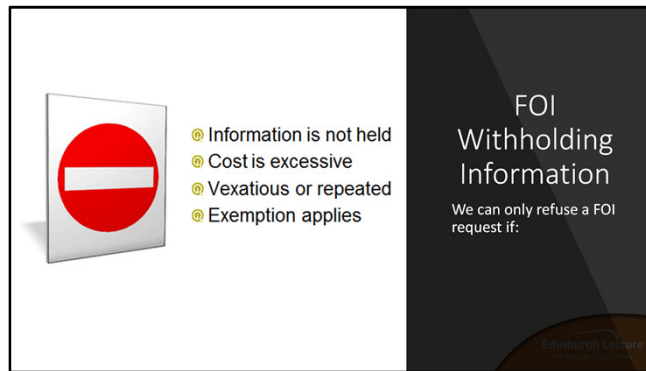 Information is not held
Cost is excessive
Vexatious or repeated
Exemption applies
FOI
Withholding
Information
We can only refuse a FOI
request if:
Edinburgh Leisure